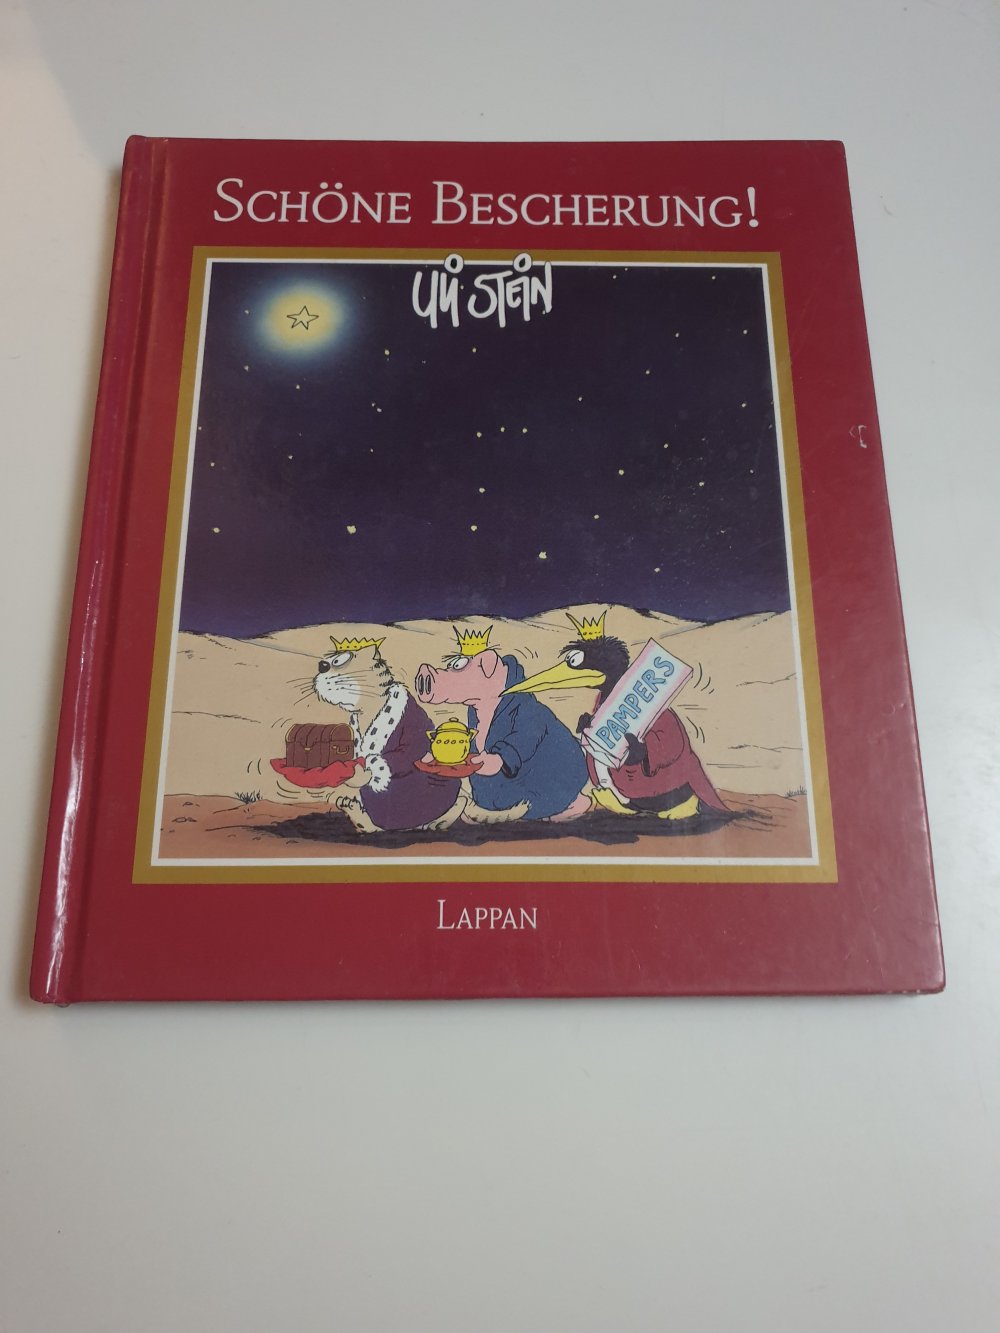 SCHÖNE BESCHERUNG!
Uli STEiN
PAMPERS
LAPPAN